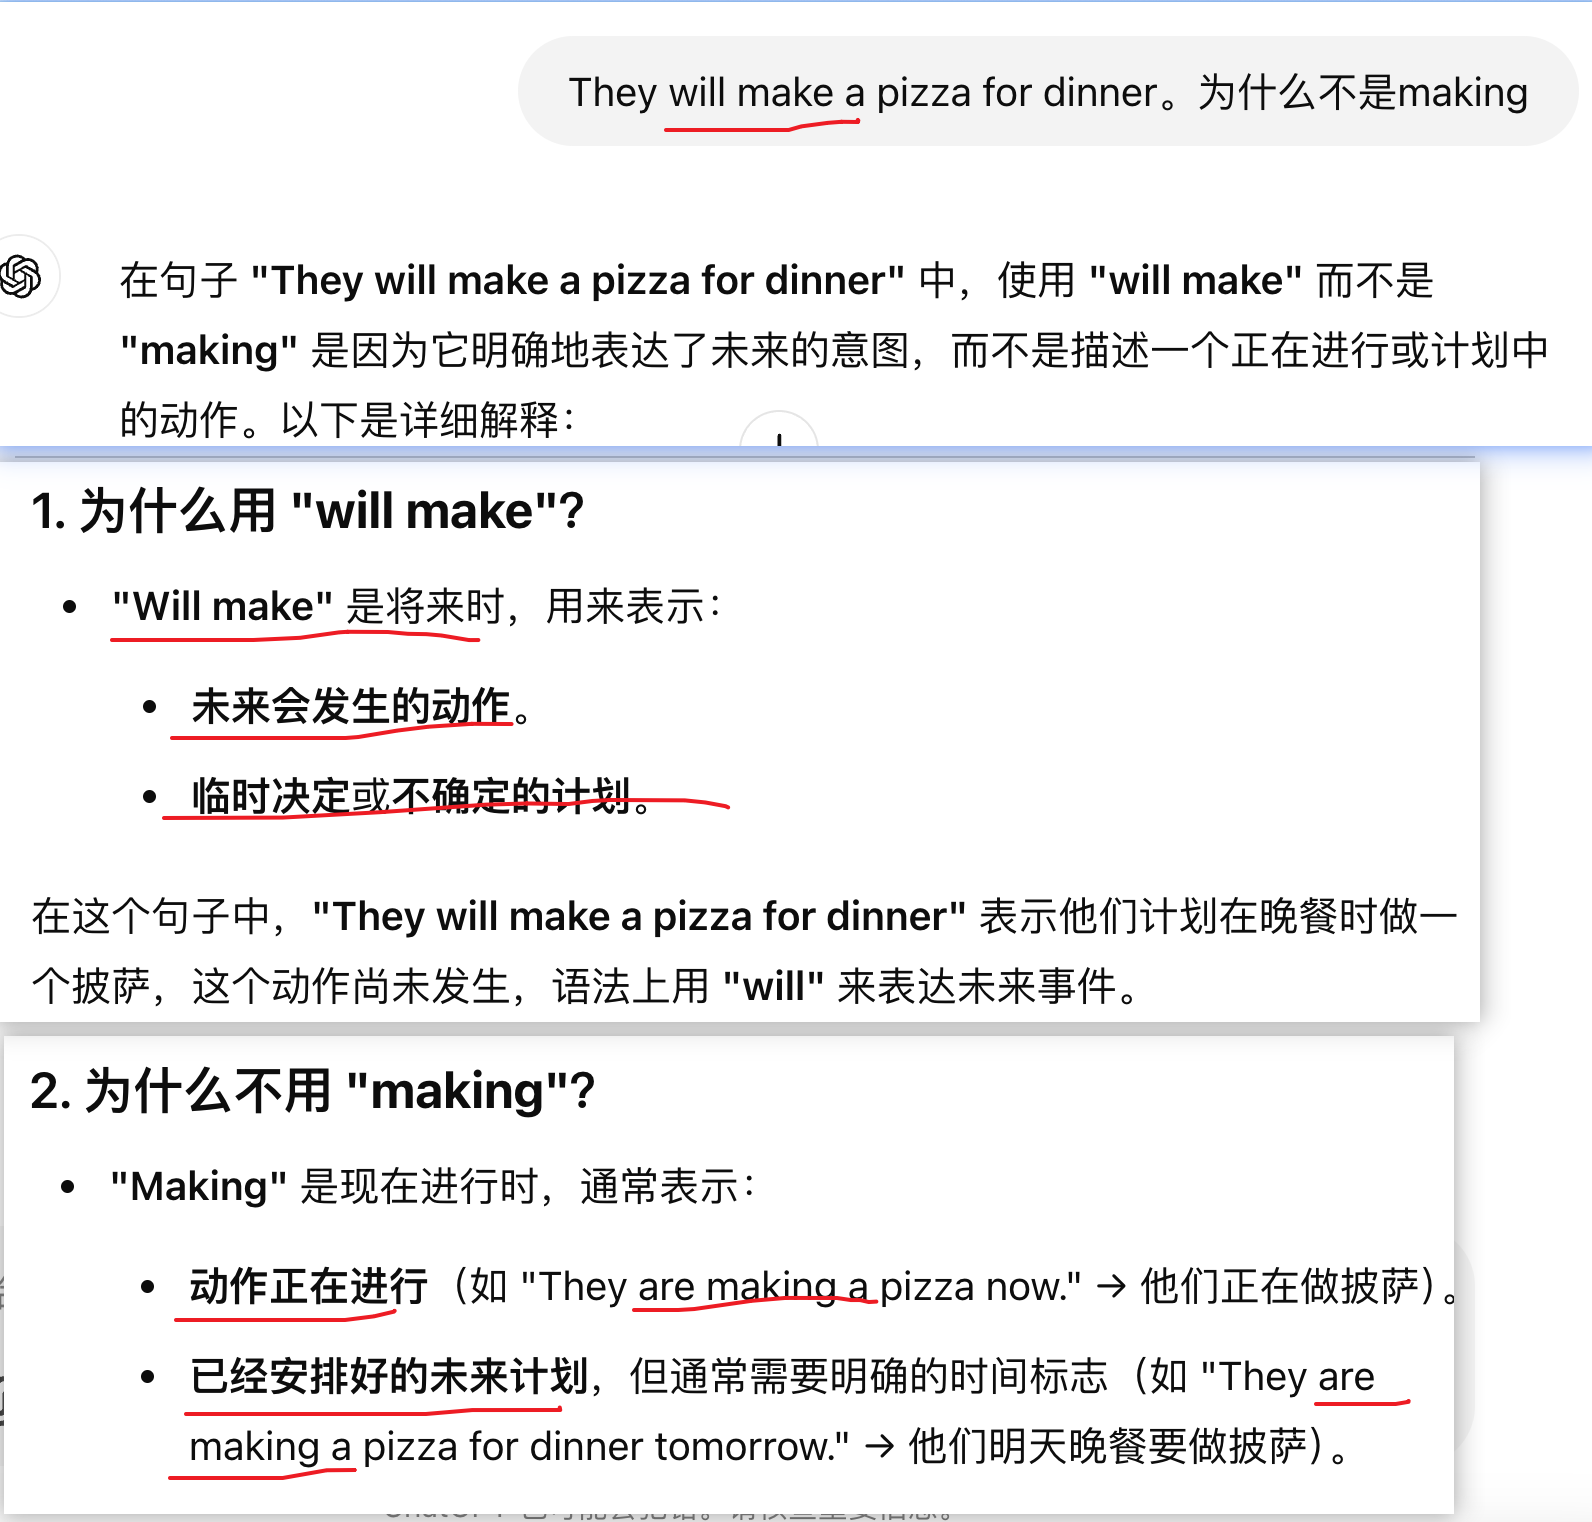 They will make a pizza for dinner。为什么不是making
在句子 "They will make a pizza for dinner" 中，使用 "will make" 而不是
"making" 是因为它明确地表达了未来的意图，而不是描述一个正在进行或计划中
的动作。以下是详细解释：
1. 为什么用 "will make"?
• "Will make" 是将来时，用来表示：
• 未来会发生的动作。
• 临时决定或不确定的计划。
在这个句子中，"They will make a pizza for dinner" 表示他们计划在晚餐时做一
个披萨，这个动作尚未发生，语法上用 "will" 来表达未来事件。
2. 为什么不用 "making"?
• "Making" 是现在进行时，通常表示：
• 动作正在进行（如 "They are making a pizza now." → 他们正在做披萨）。
• 已经安排好的未来计划，但通常需要明确的时间标志（如 "They are
making a pizza for dinner tomorrow." → 他们明天晚餐要做披萨）。